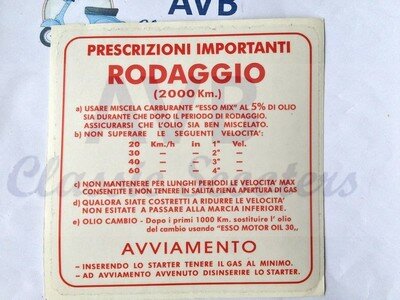 AVB
PRESCRIZIONI IMPORTANTI
RODAGGIO
(2000 Km.)
a) USARE MISCELA CARBURANTE "ESSO MIX" AL 5% DI OLIO
SIA DURANTE CHE DOPO IL PERIODO DI RODAGGIO.
ASSICURARSI CHE L'OLIO SIA BEN MISCELATO.
b) NON SUPERARE LE SEGUENTI VELOCITA':
20 Km./h in 1" Vel.
30 — 2" —
40 — 3" —
60 — 4" —
c) NON MANTENERE PER LUNGHI PERIODI LE VELOCITA' MAX
CONSENTITE E NON TENERE IN SALITA PIENA APERTURA DI GAS
d) QUALORA SIATE COSTRETTI A RIDURRE LE VELOCITA'
NON ESITATE A PASSARE ALLA MARCIA INFERIORE.
e) OLIO CAMBIO - Dopo i primi 1000 Km. sostituire l' olio
del cambio usando "ESSO MOTOR OIL 30,,
AVVIAMENTO
— INSERENDO LO STARTER TENERE IL GAS AL MINIMO.
— AD AVVIAMENTO AVVENUTO DISINSERIRE LO STARTER.
AVB
Classic Scooters